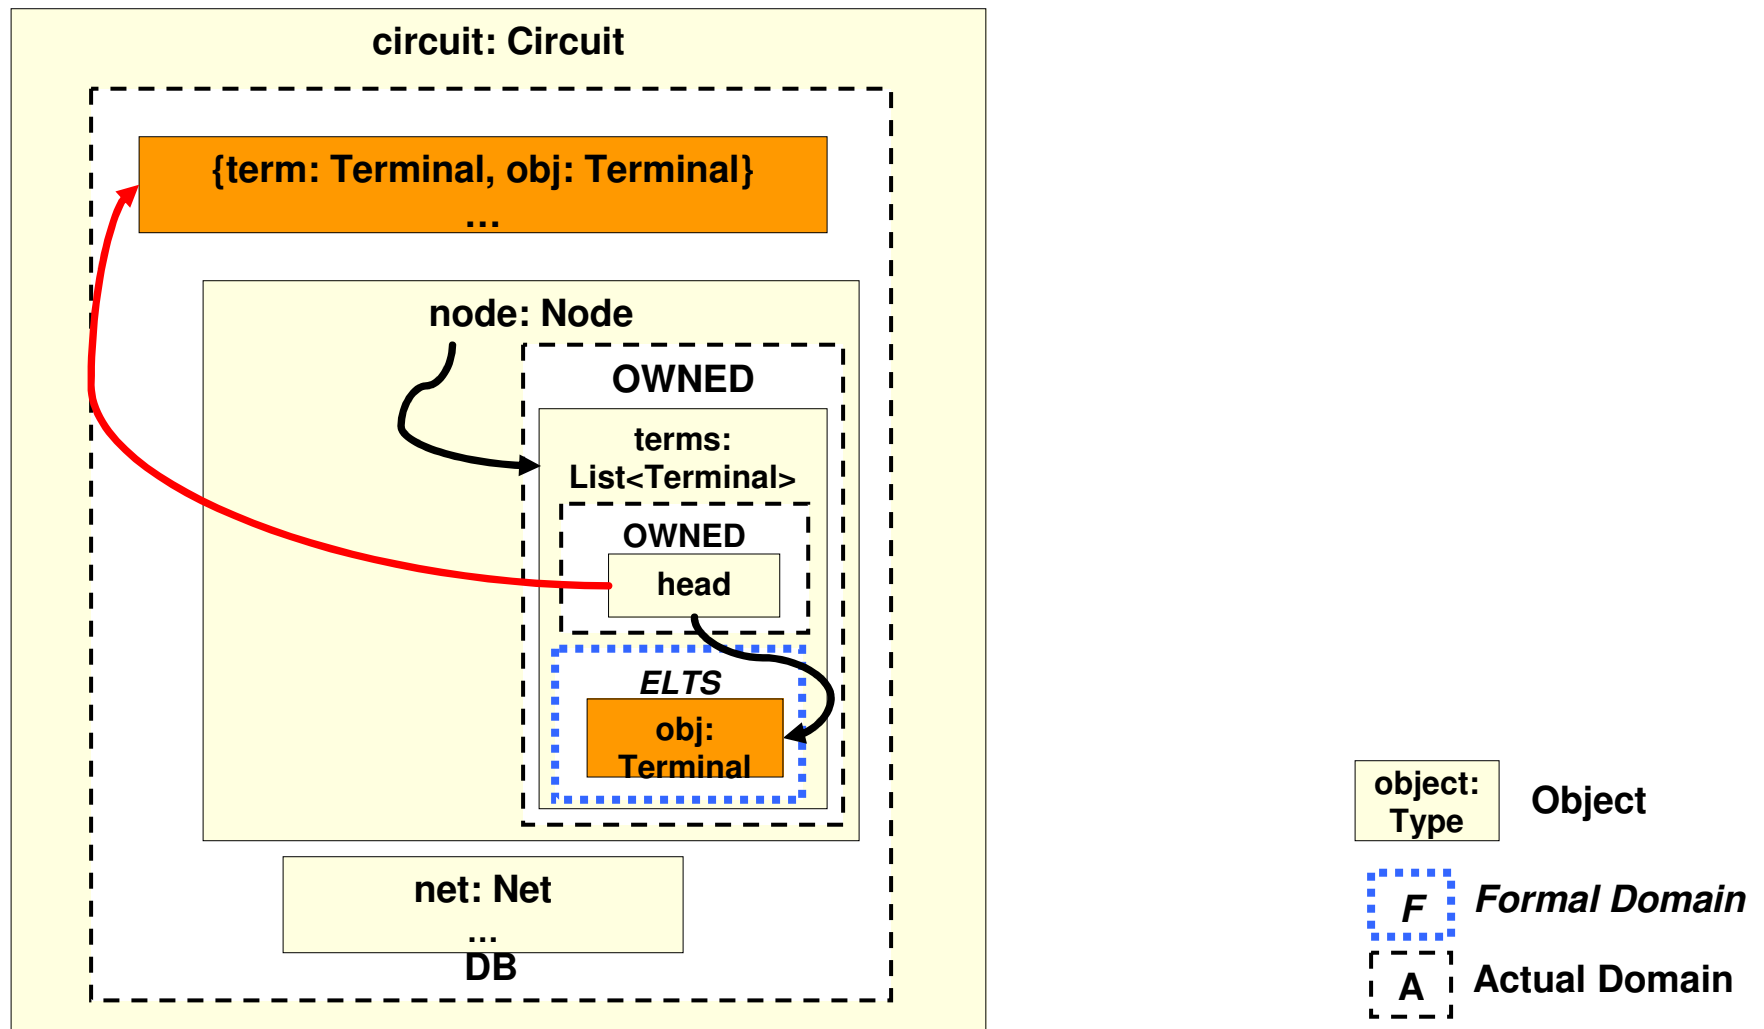 circuit: Circuit
{term: Terminal, obj: Terminal}
...
node: Node
OWNED
terms:
List<Terminal>
OWNED
head
ELTS
obj:
Terminal
net: Net
...
DB
object:
Type
Object
F
Formal Domain
A
Actual Domain